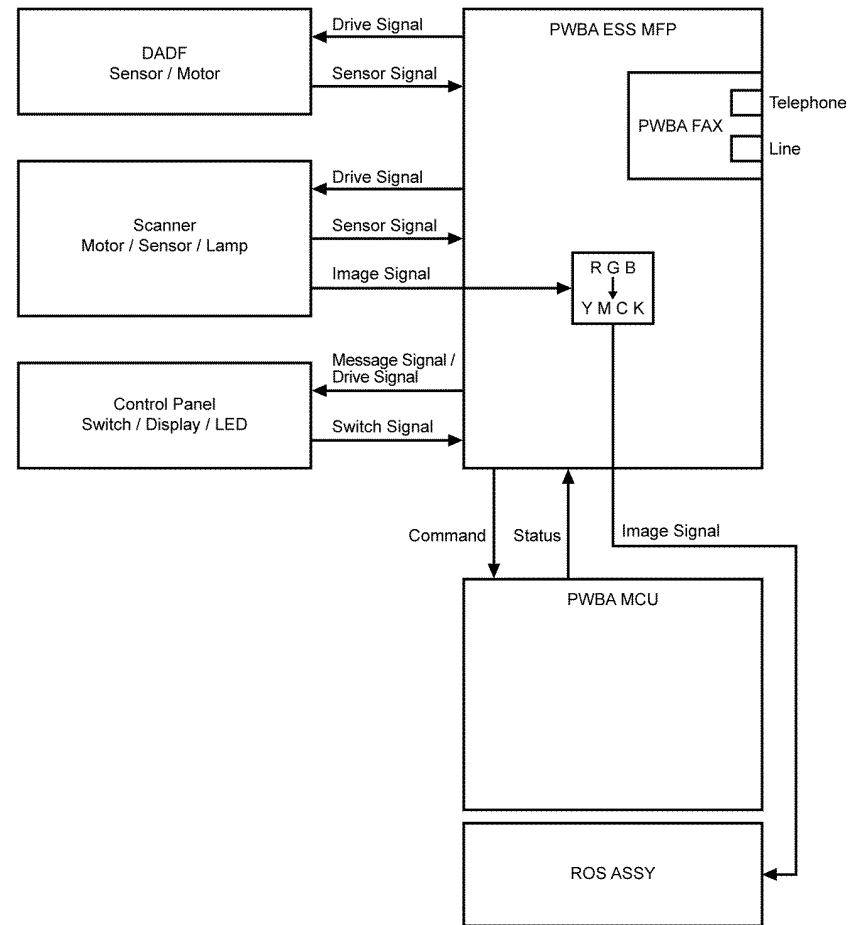 DADF
Sensor / Motor
Drive Signal
Sensor Signal
PWBA ESS MFP
PWBA FAX
Telephone
Line
Scanner
Motor / Sensor / Lamp
Drive Signal
Sensor Signal
Image Signal
R G B
Y M C K
Control Panel
Switch / Display / LED
Message Signal /
Drive Signal
Switch Signal
Command
Status
Image Signal
PWBA MCU
ROS ASSY